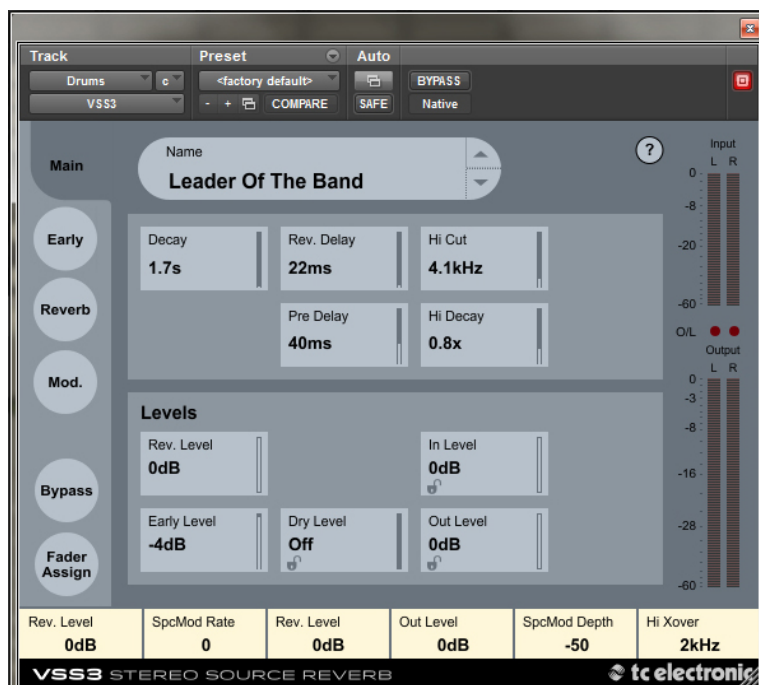 Track Preset Auto
Drums c <factory default> BYPASS
VSS3 - + COMPARE SAFE Native
Main
Name
Leader Of The Band
?
Input
L R
0
-8
-20
-60
O/L
Output
L R
0
-3
-8
-16
-28
-60
Early
Reverb
Mod.
Bypass
Fader
Assign
Decay
1.7s
Rev. Delay
22ms
Hi Cut
4.1kHz
Pre Delay
40ms
Hi Decay
0.8x
Levels
Rev. Level
0dB
In Level
0dB
Early Level
-4dB
Dry Level
Off
Out Level
0dB
Rev. Level
0dB
SpcMod Rate
0
Rev. Level
0dB
Out Level
0dB
SpcMod Depth
-50
Hi Xover
2kHz
VSS3 STEREO SOURCE REVERB
tc electronic